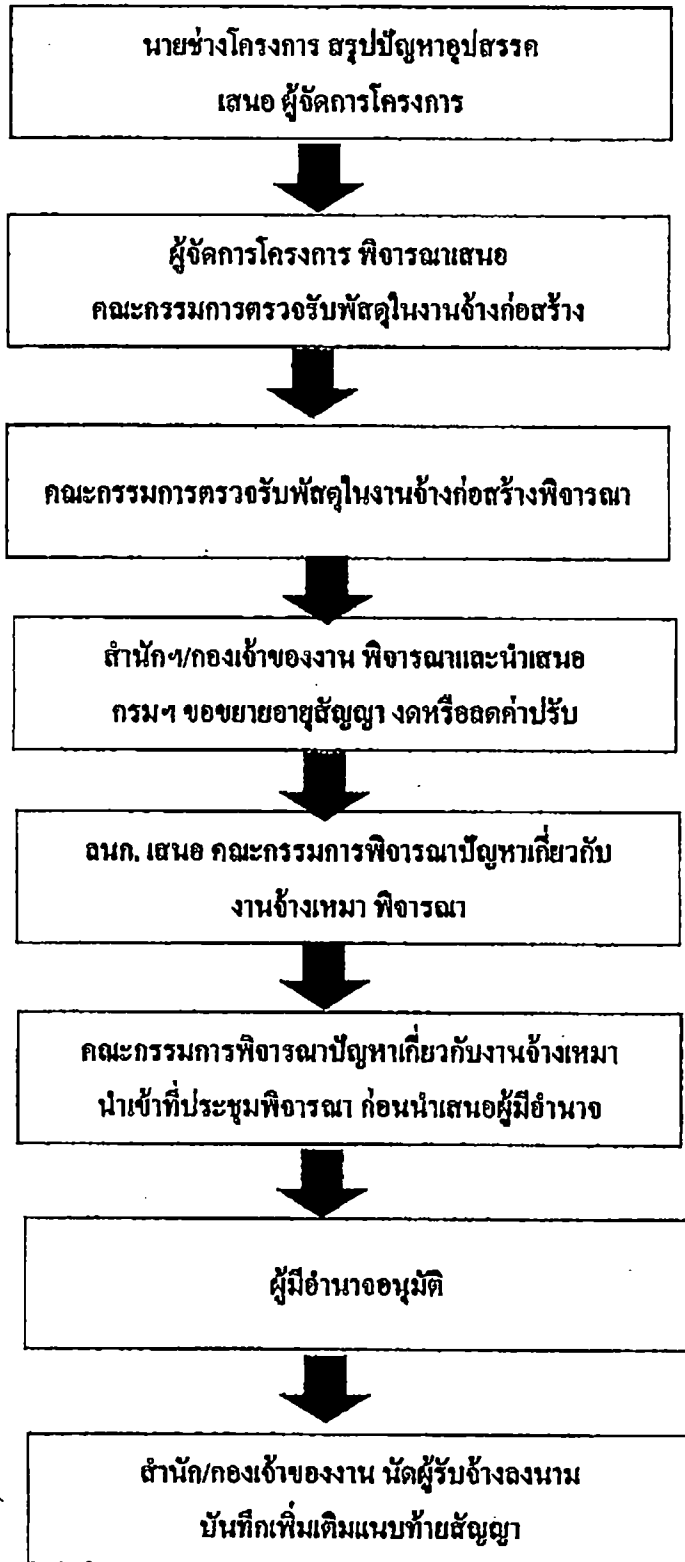 นายช่างโครงการ สรุปปัญหาอุปสรรค
เสนอ ผู้จัดการโครงการ
ผู้จัดการโครงการ พิจารณาเสนอ
คณะกรรมการตรวจรับพัสดุในงานจ้างก่อสร้าง
คณะกรรมการตรวจรับพัสดุในงานจ้างก่อสร้างพิจารณา
สำนักฯ/กองเจ้าของงาน พิจารณาและนำเสนอ
กรมฯ ขอขยายอายุสัญญา งดหรือลดค่าปรับ
ลนก. เสนอ คณะกรรมการพิจารณาปัญหาเกี่ยวกับ
งานจ้างเหมา พิจารณา
คณะกรรมการพิจารณาปัญหาเกี่ยวกับงานจ้างเหมา
นำเข้าที่ประชุมพิจารณา ก่อนนำเสนอผู้มีอำนาจ
ผู้มีอำนาจอนุมัติ
สำนัก/กองเจ้าของงาน นัดผู้รับจ้างลงนาม
บันทึกเพิ่มเติมแนบท้ายสัญญา